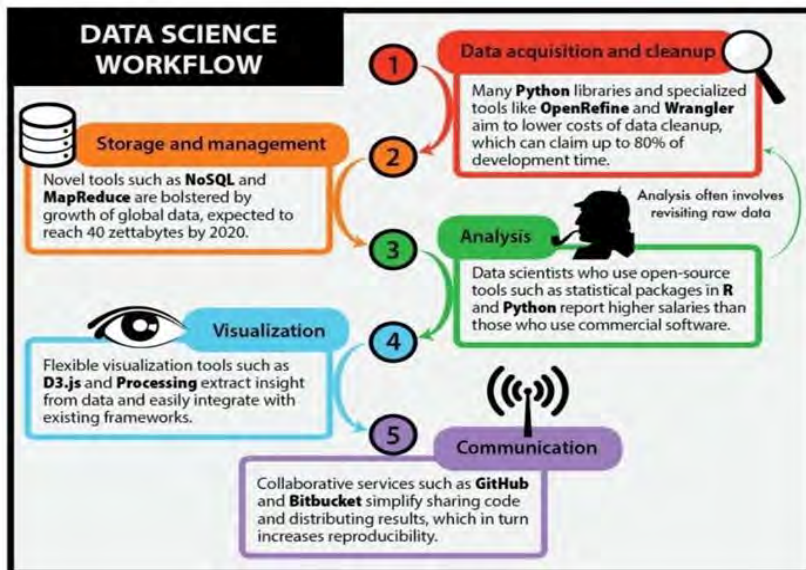 DATA SCIENCE
WORKFLOW
1
Data acquisition and cleanup
Many Python libraries and specialized
tools like OpenRefine and Wrangler
aim to lower costs of data cleanup,
which can claim up to 80% of
development time.
Storage and management
2
Novel tools such as NoSQL and
MapReduce are bolstered by
growth of global data, expected to
reach 40 zettabytes by 2020.
Analysis often involves
revisiting raw data
3
Analysis
Data scientists who use open-source
tools such as statistical packages in R
and Python report higher salaries than
those who use commercial software.
Visualization
4
Flexible visualization tools such as
D3.js and Processing extract insight
from data and easily integrate with
existing frameworks.
5
Communication
Collaborative services such as GitHub
and Bitbucket simplify sharing code
and distributing results, which in turn
increases reproducibility.